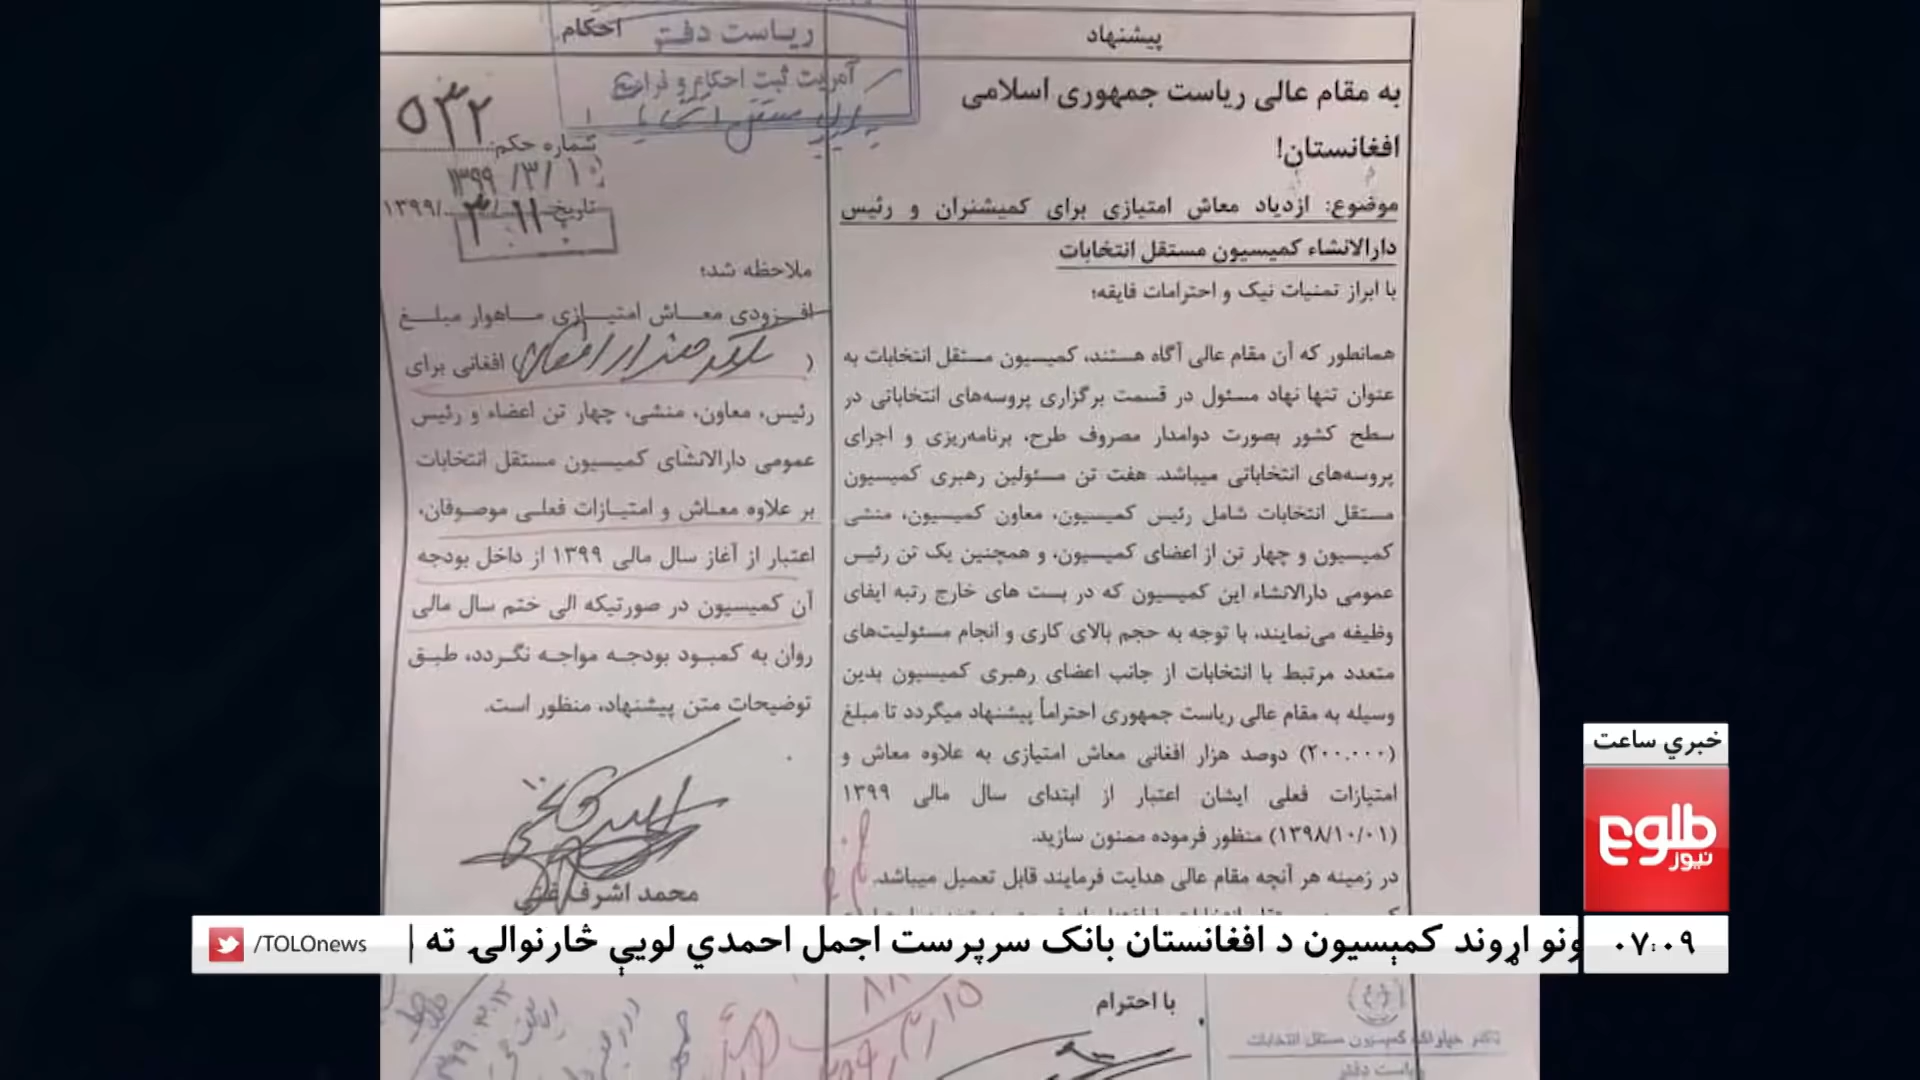 پیشنهاد
به مقام عالی ریاست جمهوری اسلامی
افغانستان!
موضوع: ازدیاد معاش امتیازی برای کمیشنران و رئیس
دارالانشاء کمیسیون مستقل انتخابات
با ابراز تمنیات نیک و احترامات فایقه؛
همانطور که آن مقام عالی آگاه هستند، کمیسیون مستقل انتخابات به
عنوان تنها نهاد مسئول در قسمت برگزاری پروسه‌های انتخاباتی در
سطح کشور بصورت دوامدار مصروف طرح، برنامه‌ریزی و اجرای
پروسه‌های انتخاباتی میباشد. هفت تن مسئولین رهبری کمیسیون
مستقل انتخابات شامل رئیس کمیسیون، معاون کمیسیون، منشی
کمیسیون و چهار تن از اعضای کمیسیون، و همچنین یک تن رئیس
عمومی دارالانشاء این کمیسیون که در بست های خارج رتبه ایفای
وظیفه می‌نمایند، با توجه به حجم بالای کاری و انجام مسئولیت‌های
متعدد مرتبط با انتخابات از جانب اعضای رهبری کمیسیون بدین
وسیله به مقام عالی ریاست جمهوری احتراماً پیشنهاد میگردد تا مبلغ
(۲۰۰.۰۰۰) دوصد هزار افغانی معاش امتیازی به علاوه معاش و
امتیازات فعلی ایشان اعتبار از ابتدای سال مالی ۱۳۹۹
(۱۳۹۸/۱۰/۰۱) منظور فرموده ممنون سازید.
در زمینه هر آنچه مقام عالی هدایت فرمایند قابل تعمیل میباشد.
با احترام
احکام
ریاست دفتر
آمریت ثبت احکام و فرامین
۵۳۲
شماره حکم:
۱۳۹۹/۳/۱۰
تاریخ ۱۳۹۹/
۳.۱۱
ملاحظه شد؛
افزودی معاش امتیازی ماهوار مبلغ
( ) افغانی برای
رئیس، معاون، منشی، چهار تن اعضاء و رئیس
عمومی دارالانشای کمیسیون مستقل انتخابات
بر علاوه معاش و امتیازات فعلی موصوفان،
اعتبار از آغاز سال مالی ۱۳۹۹ از داخل بودجه
آن کمیسیون در صورتیکه الی ختم سال مالی
روان به کمبود بودجه مواجه نگردد، طبق
توضیحات متن پیشنهاد، منظور است.
محمد اشرف غنی
کمیسیون مستقل انتخابات
ریاست دفتر
خبري ساعت
طلوع
نیوز
۰۷:۰۹
ونو اړوند کمېسیون د افغانستان بانک سرپرست اجمل احمدي لویې څارنوالۍ ته |
/TOLOnews